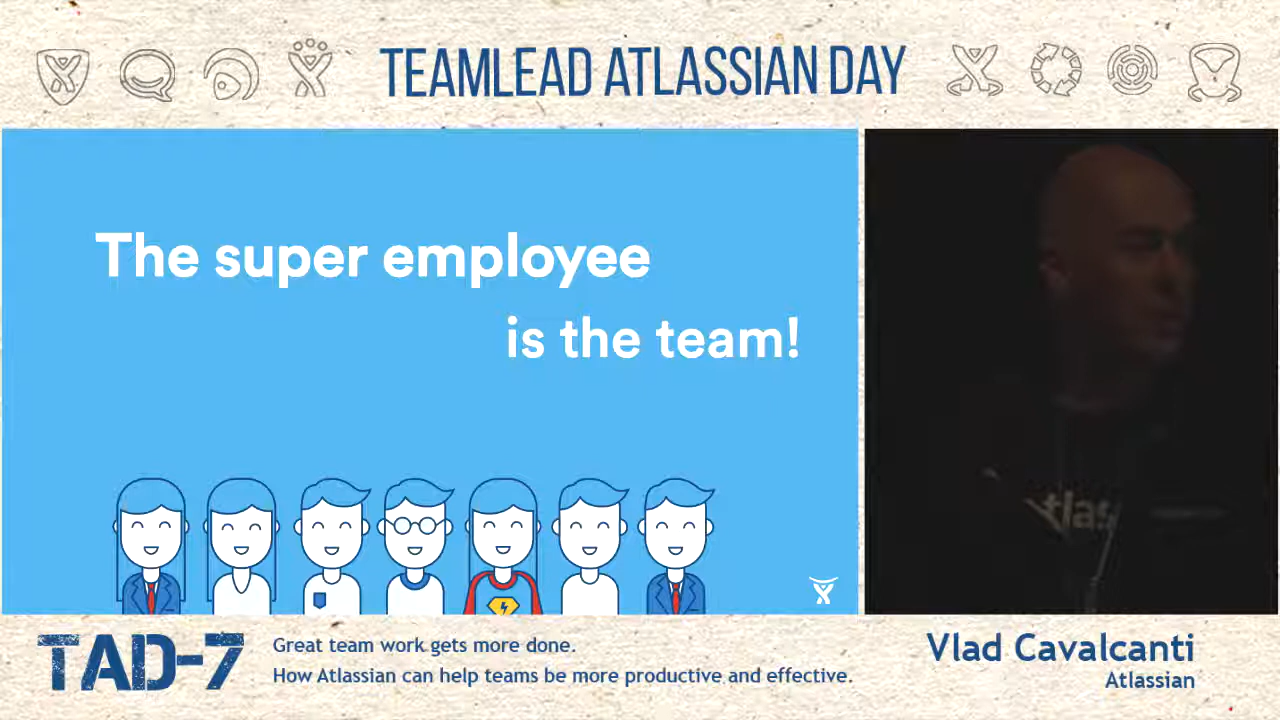 TEAMLEAD ATLASSIAN DAY
The super employee
is the team!
tlas
TAD-7
Great team work gets more done.
How Atlassian can help teams be more productive and effective.
Vlad Cavalcanti
Atlassian